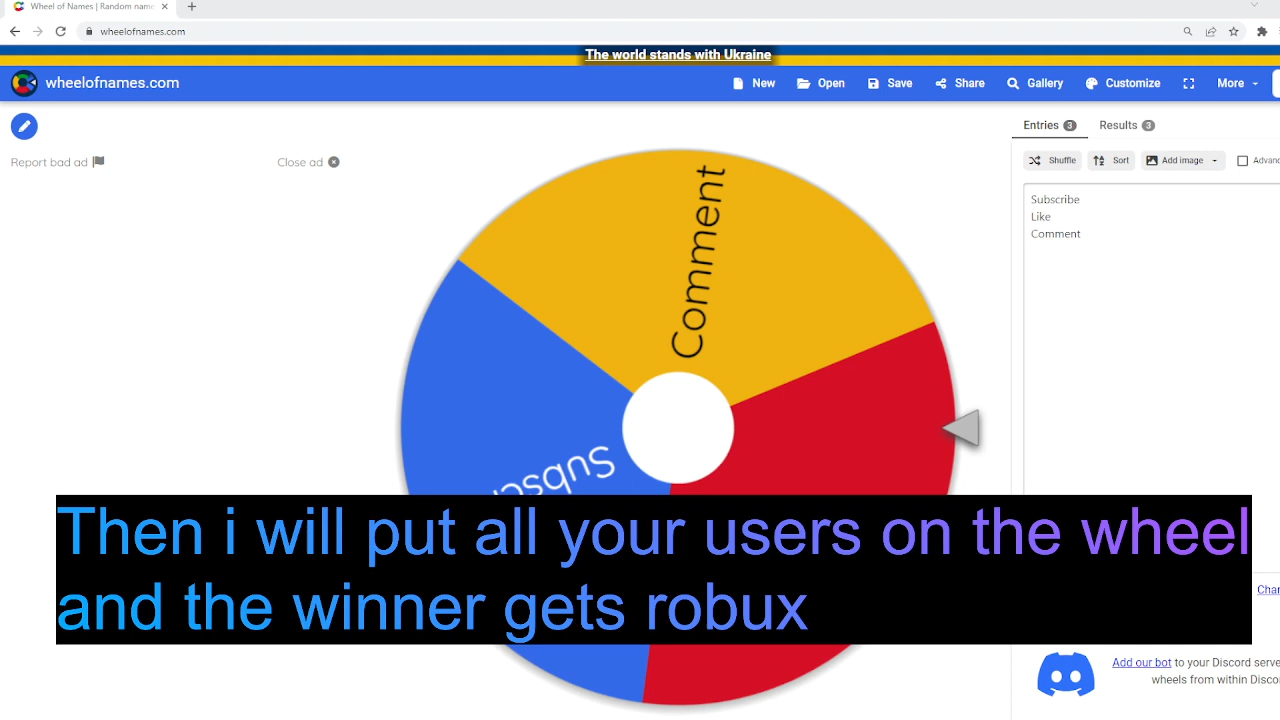 Wheel of Names | Random name
wheelofnames.com
The world stands with Ukraine
wheelofnames.com
New
Open
Save
Share
Gallery
Customize
More
Entries 3
Results 3
Report bad ad
Close ad
Shuffle
Sort
Add image
Subscribe
Like
Comment
Comment
Then i will put all your users on the wheel
and the winner gets robux
Add our bot to your Discord
wheels from within